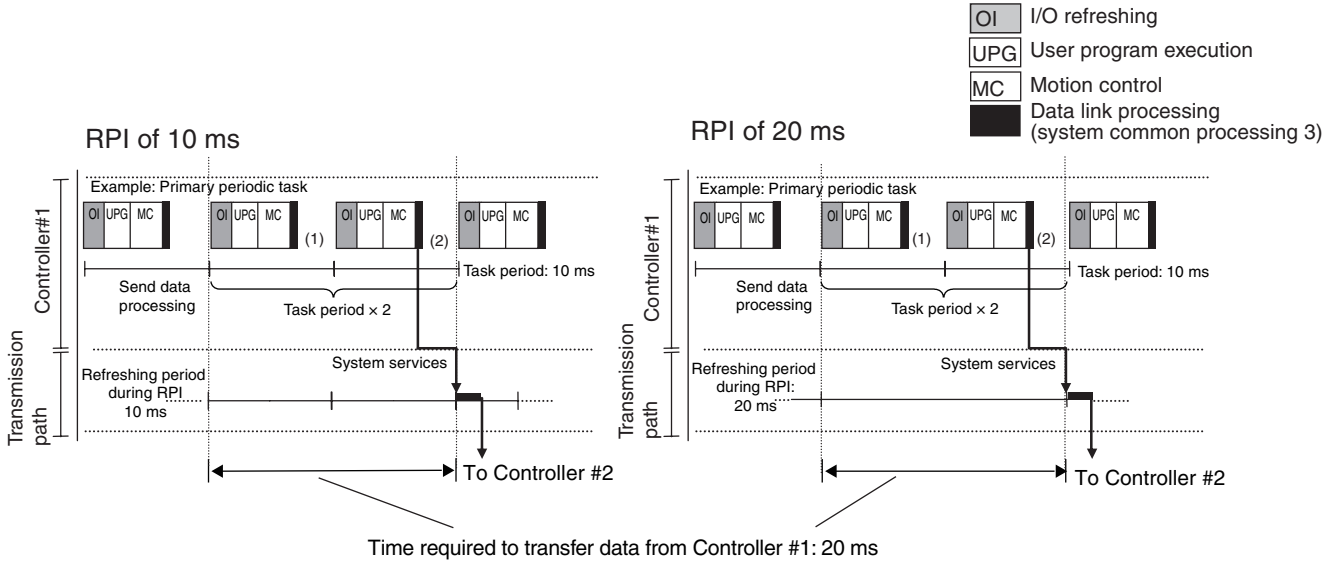 OI I/O refreshing
UPG User program execution
MC Motion control
Data link processing
(system common processing 3)
RPI of 10 ms
Example: Primary periodic task
OI UPG MC
OI UPG MC
(1)
OI UPG MC
(2)
OI UPG MC
Controller#1
Task period: 10 ms
Send data
processing
Task period × 2
Transmission
path
System services
Refreshing period
during RPI
10 ms
To Controller #2
RPI of 20 ms
Example: Primary periodic task
OI UPG MC
OI UPG MC
(1)
OI UPG MC
(2)
OI UPG MC
Controller#1
Task period: 10 ms
Send data
processing
Task period × 2
Transmission
path
System services
Refreshing period
during RPI:
20 ms
To Controller #2
Time required to transfer data from Controller #1: 20 ms